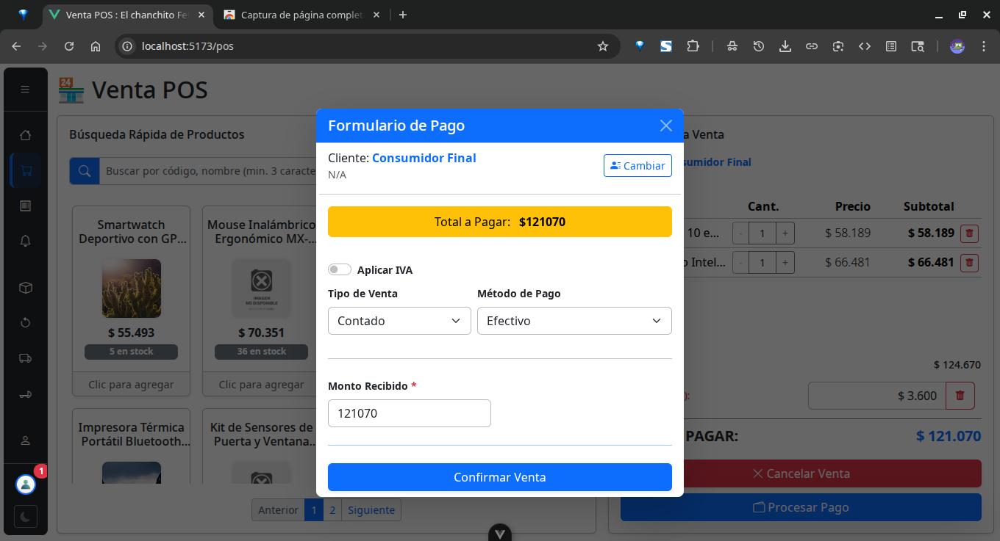 Venta POS : El chanchito Fe
Captura de página complet
localhost:5173/pos
24
Venta POS
Búsqueda Rápida de Productos
Buscar por código, nombre (min. 3 caracte
Smartwatch
Deportivo con GP...
$ 55.493
5 en stock
Clic para agregar
Mouse Inalámbrico
Ergonómico MX-...
IMAGEN
NO DISPONIBLE
$ 70.351
36 en stock
Clic para agregar
Impresora Térmica
Portátil Bluetooth...
Kit de Sensores de
Puerta y Ventana...
Anterior 1 2 Siguiente
1
Formulario de Pago
Cliente: Consumidor Final
N/A
Cambiar
Total a Pagar: $121070
Aplicar IVA
Tipo de Venta
Contado
Método de Pago
Efectivo
Monto Recibido *
121070
Confirmar Venta
a Venta
sumidor Final
Cant. Precio Subtotal
10 e... - 1 + $ 58.189 $ 58.189
o Intel... - 1 + $ 66.481 $ 66.481
$ 124.670
): $ 3.600
PAGAR: $ 121.070
Cancelar Venta
Procesar Pago